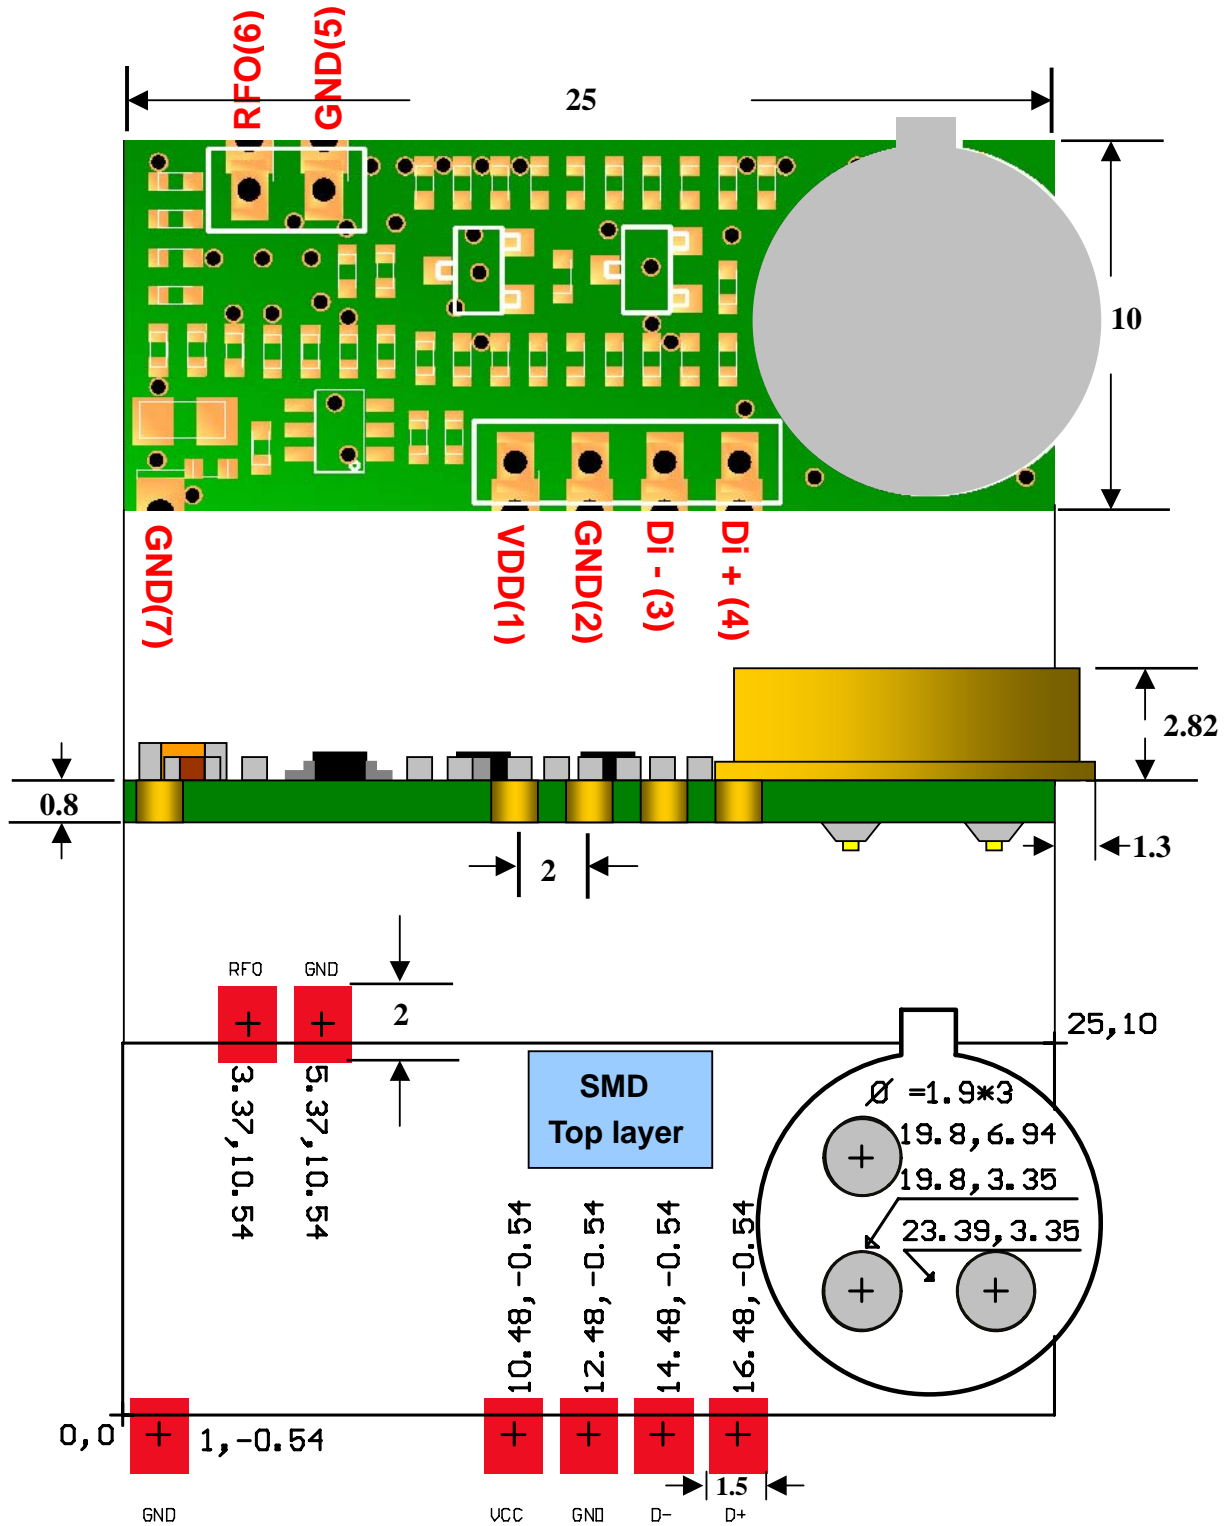 RFO(6)
GND(5)
25
10
GND(7)
VDD(1)
GND(2)
Di - (3)
Di + (4)
2.82
0.8
1.3
2
RFO
GND
2
25,10
3.37,10.54
5.37,10.54
SMD
Top layer
Ø =1.9*3
19.8,6.94
19.8,3.35
23.39,3.35
10.48,-0.54
12.48,-0.54
14.48,-0.54
16.48,-0.54
0,0
1,-0.54
1.5
GND
VCC
GND
D-
D+